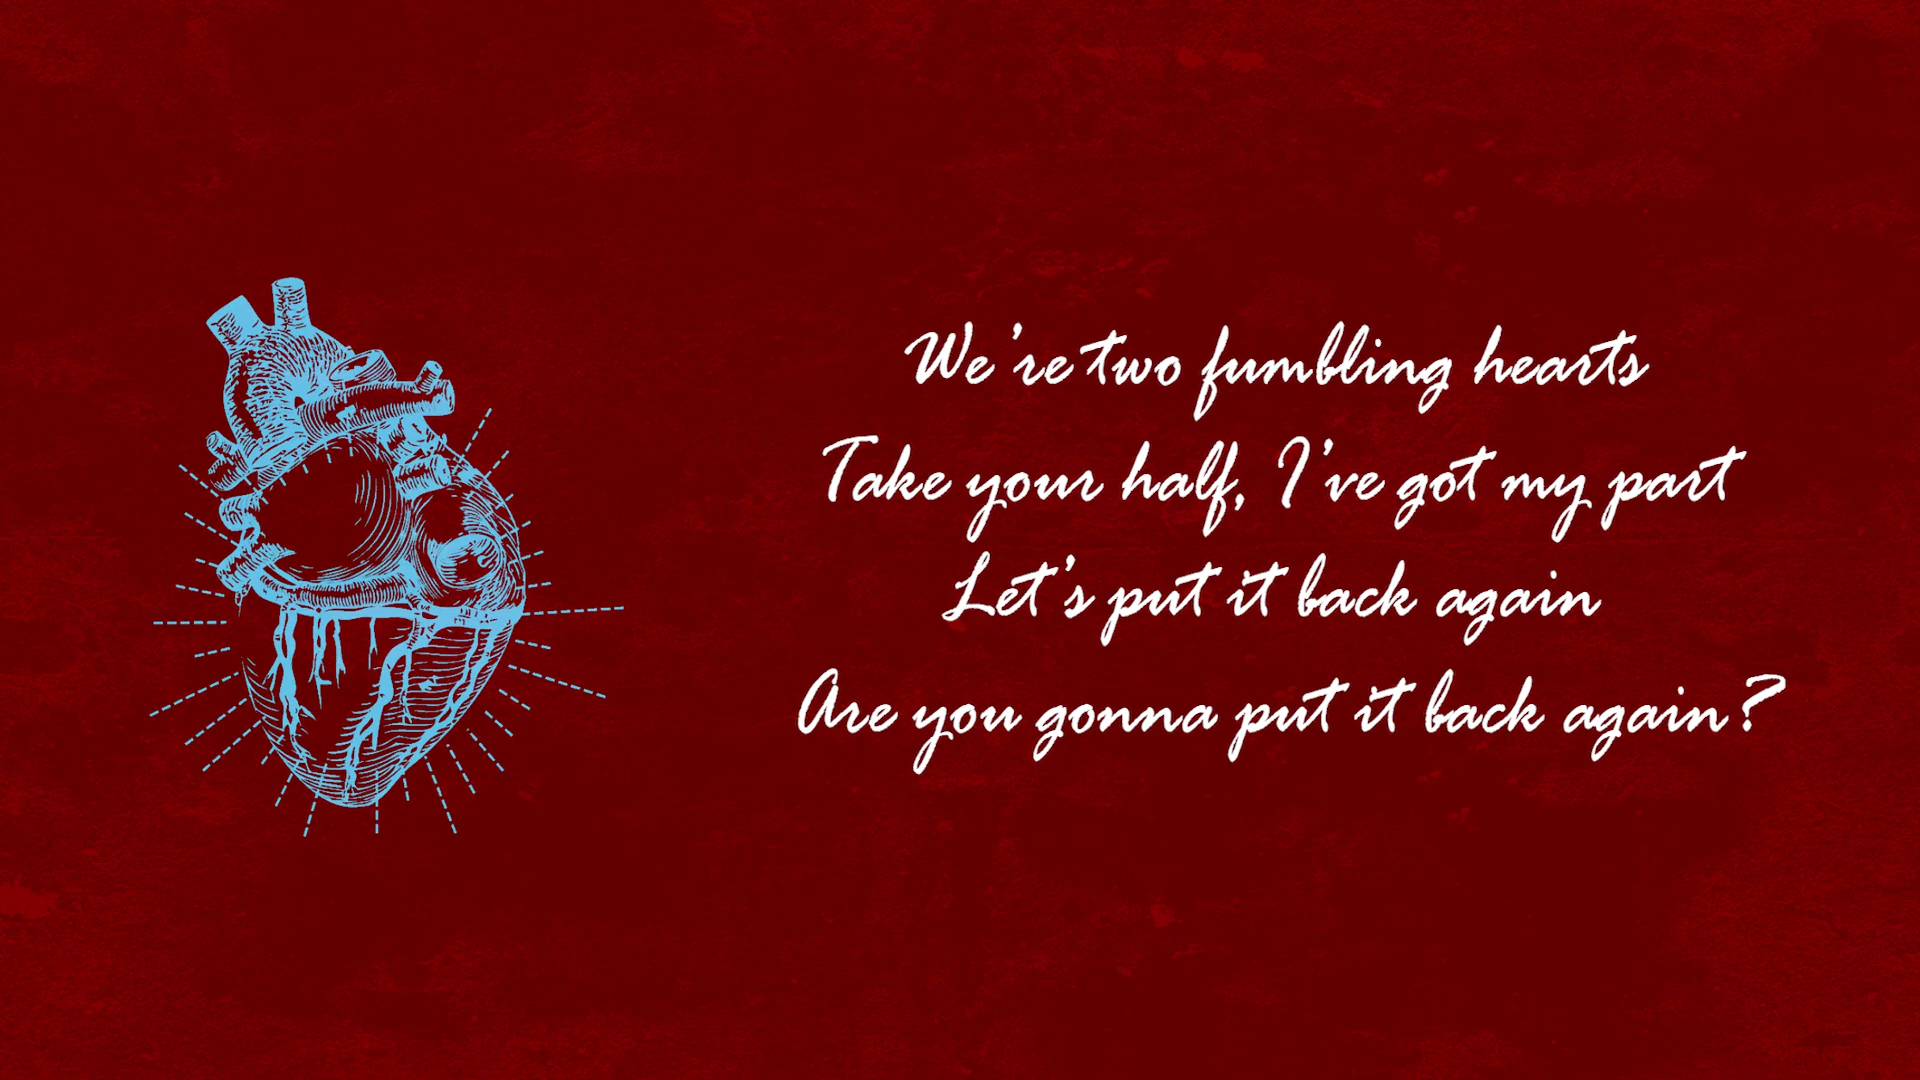 We're two fumbling hearts
Take your half, I've got my part
Let's put it back again
Are you gonna put it back again?